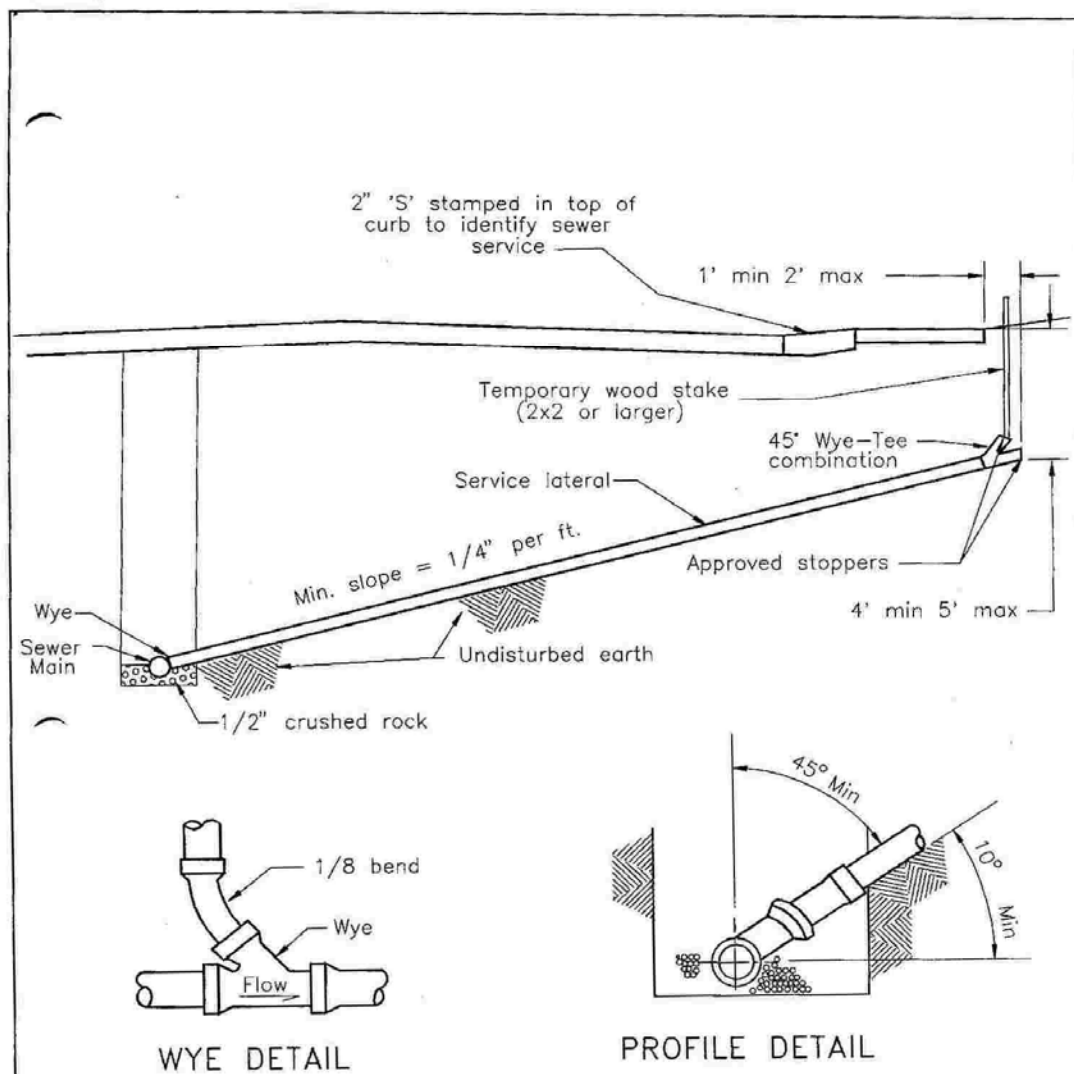 2" 'S' stamped in top of
curb to identify sewer
service
1' min 2' max
Temporary wood stake
(2x2 or larger)
45° Wye-Tee
combination
Service lateral
Min. slope = 1/4" per ft.
Approved stoppers
4' min 5' max
Wye
Sewer
Main
Undisturbed earth
1/2" crushed rock
45° Min
10°
Min
1/8 bend
Wye
Flow
WYE DETAIL
PROFILE DETAIL